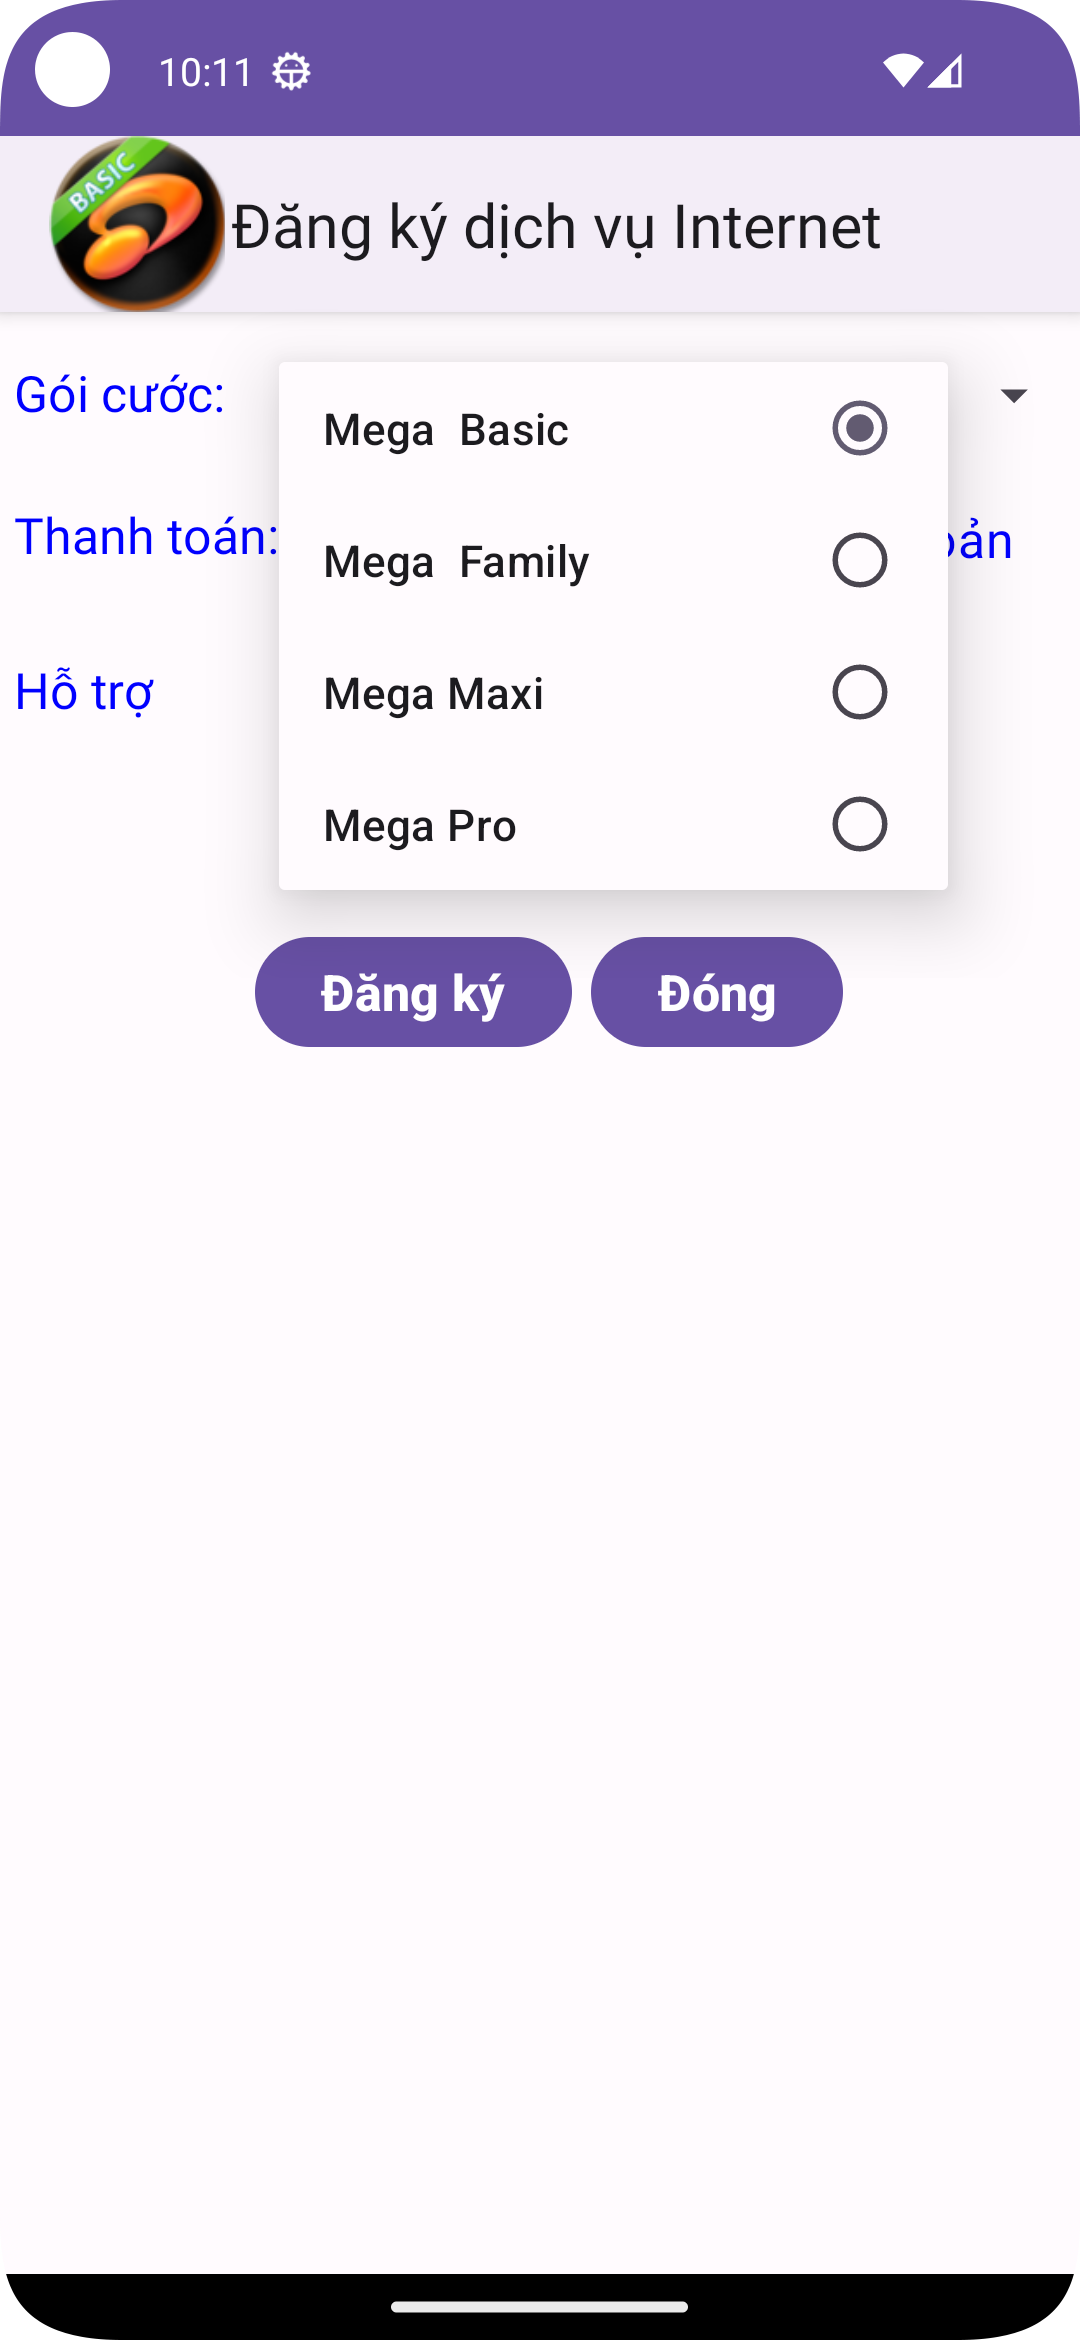 10:11
BASIC
Đăng ký dịch vụ Internet
Gói cước:
Mega  Basic
Mega  Family
Thanh toán:
Mega Maxi
Hỗ trợ
Mega Pro
Đăng ký
Đóng